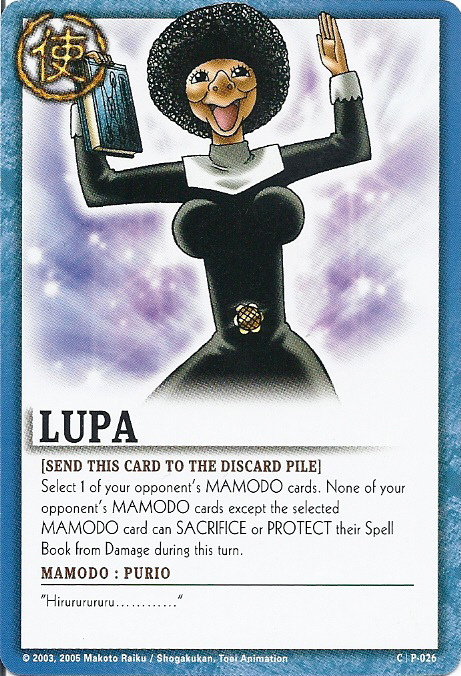 使
LUPA
[SEND THIS CARD TO THE DISCARD PILE]
Select 1 of your opponent's MAMODO cards. None of your
opponent's MAMODO cards except the selected
MAMODO card can SACRIFICE or PROTECT their Spell
Book from Damage during this turn.
MAMODO : PURIO
"Hirurururu............"
© 2003, 2005 Makoto Raiku / Shogakukan, Toei Animation
C | P-026